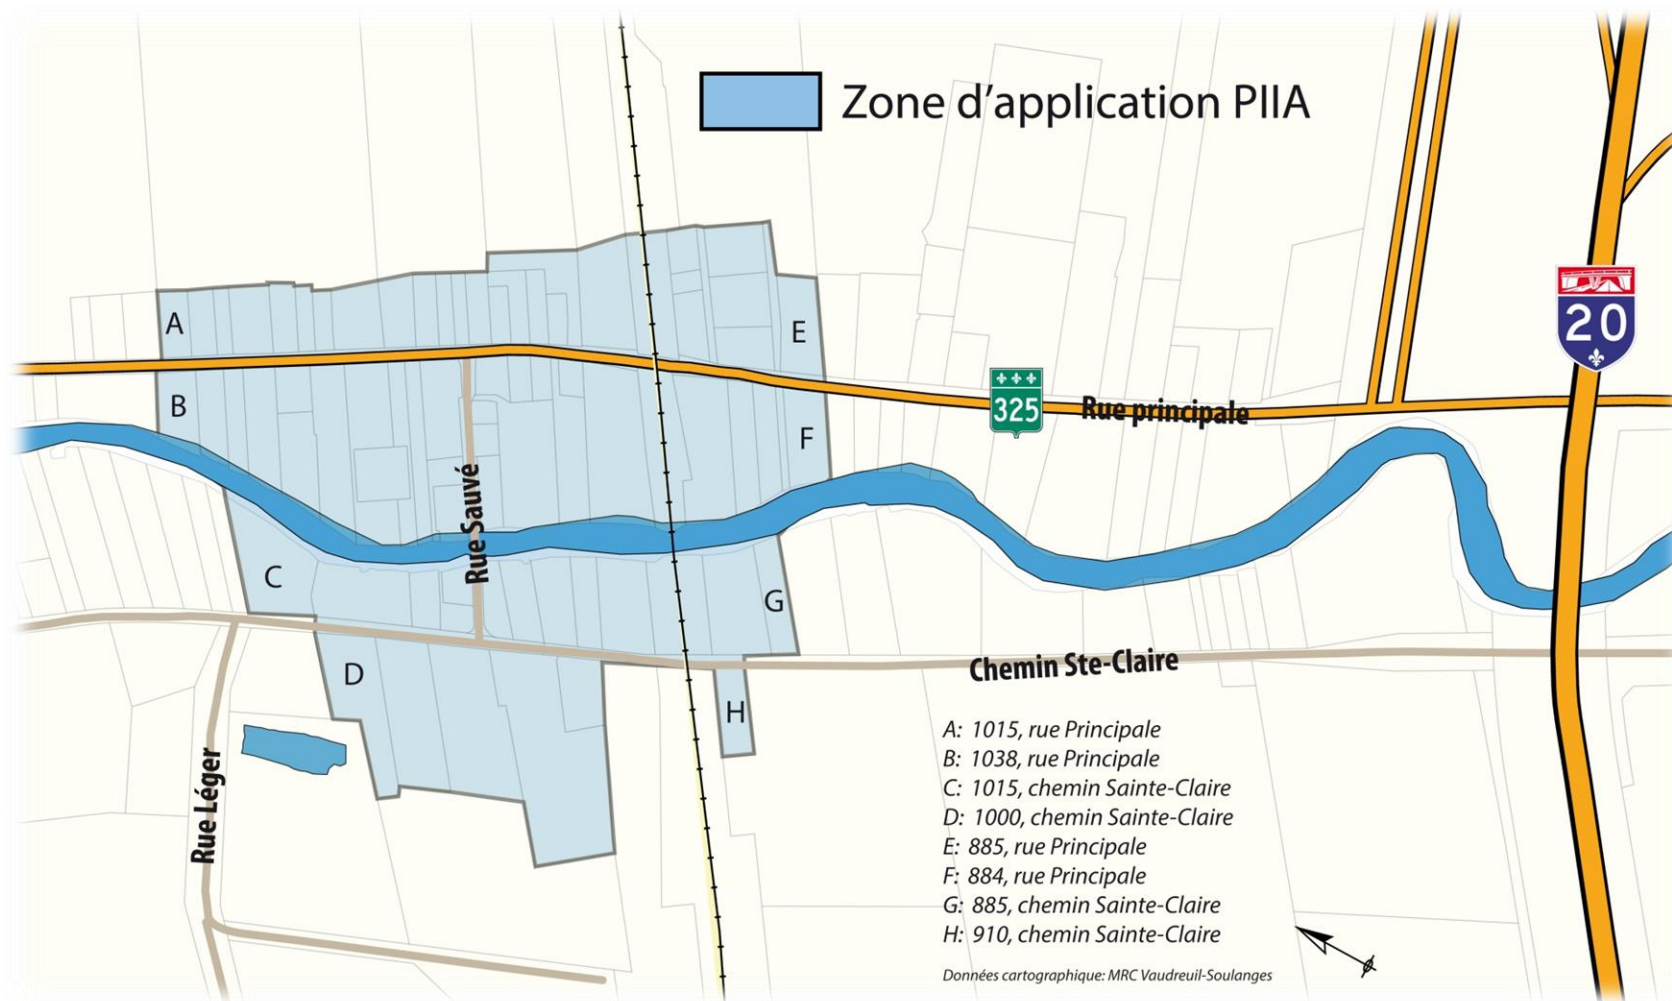 Zone d'application PIIA
A
E
20
325
Rue principale
B
F
Rue Sauvé
C
G
Chemin Ste-Claire
D
H
Rue Léger
A: 1015, rue Principale
B: 1038, rue Principale
C: 1015, chemin Sainte-Claire
D: 1000, chemin Sainte-Claire
E: 885, rue Principale
F: 884, rue Principale
G: 885, chemin Sainte-Claire
H: 910, chemin Sainte-Claire
Données cartographique: MRC Vaudreuil-Soulanges